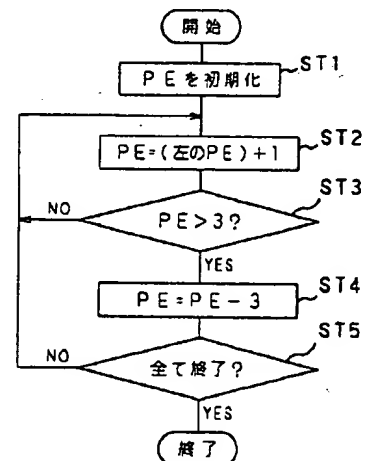 開始
PEを初期化
ST1
PE=(左のPE)+1
ST2
PE>3?
ST3
NO
YES
PE=PE-3
ST4
全て終了?
ST5
NO
YES
終了